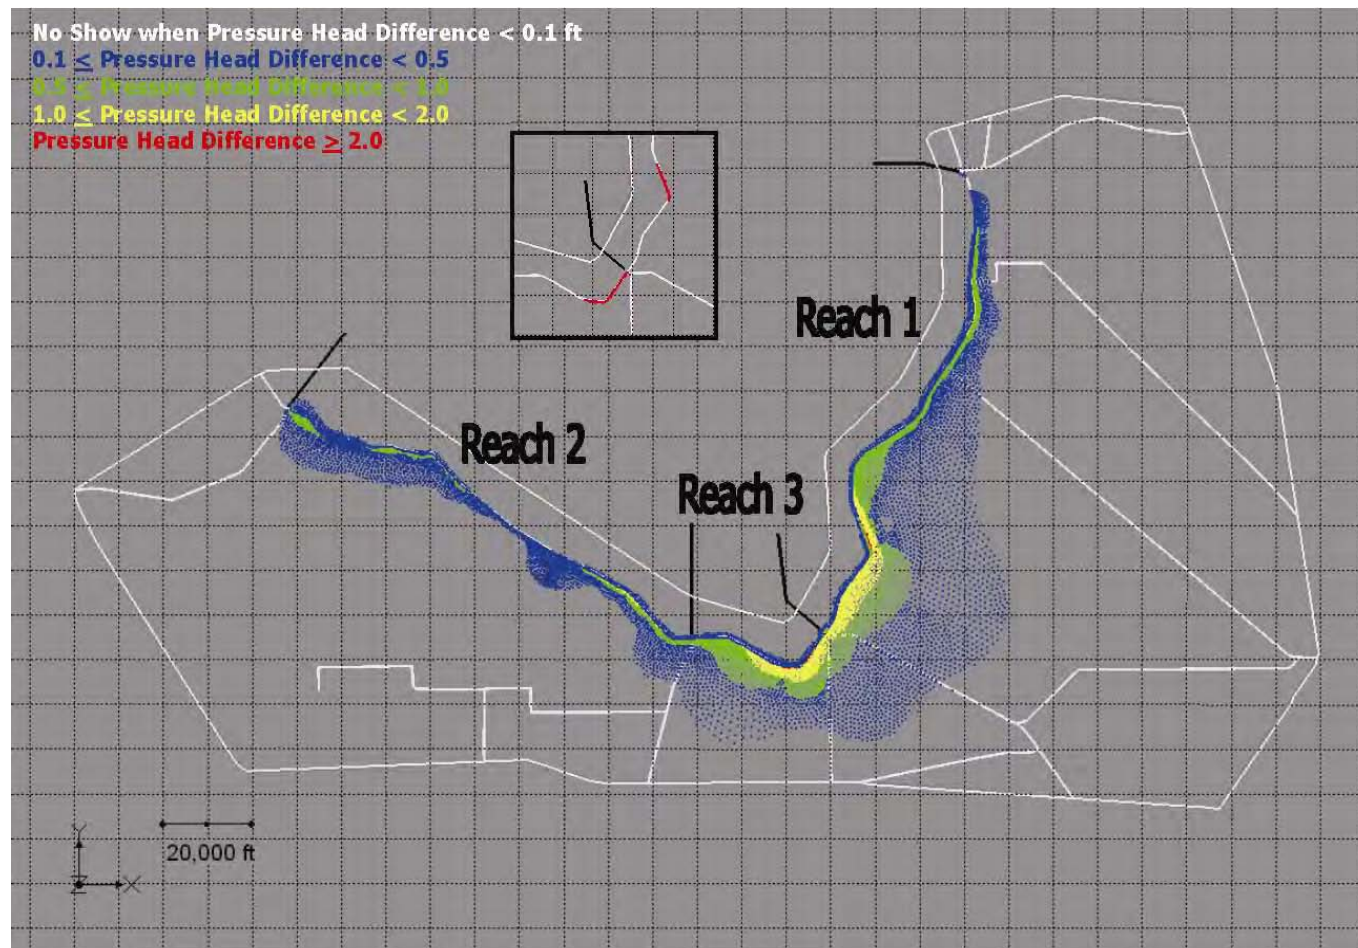 No Show when Pressure Head Difference < 0.1 ft
0.1 ≤ Pressure Head Difference < 0.5
0.5 ≤ Pressure Head Difference < 1.0
1.0 ≤ Pressure Head Difference < 2.0
Pressure Head Difference ≥ 2.0
Reach 1
Reach 2
Reach 3
Y
20,000 ft
Z
X